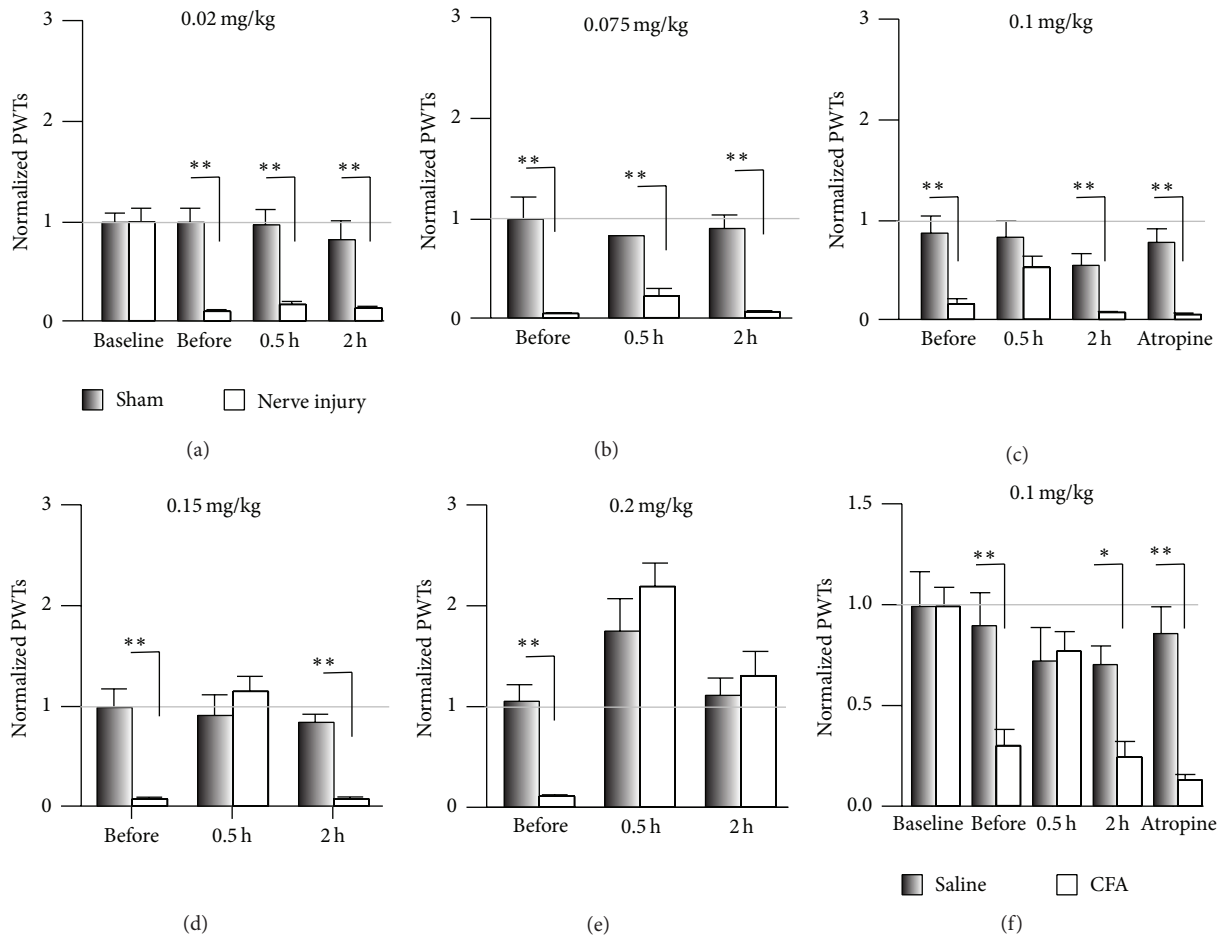 0.02 mg/kg
Normalized PWTs
3
2
1
0
** ** **
Baseline Before 0.5 h 2 h
Sham Nerve injury
(a)
0.075 mg/kg
Normalized PWTs
3
2
1
0
** ** **
Before 0.5 h 2 h
(b)
0.1 mg/kg
Normalized PWTs
3
2
1
0
** ** **
Before 0.5 h 2 h Atropine
(c)
0.15 mg/kg
Normalized PWTs
3
2
1
0
** **
Before 0.5 h 2 h
(d)
0.2 mg/kg
Normalized PWTs
3
2
1
0
**
Before 0.5 h 2 h
(e)
0.1 mg/kg
Normalized PWTs
1.5
1.0
0.5
0.0
** * **
Baseline Before 0.5 h 2 h Atropine
Saline CFA
(f)